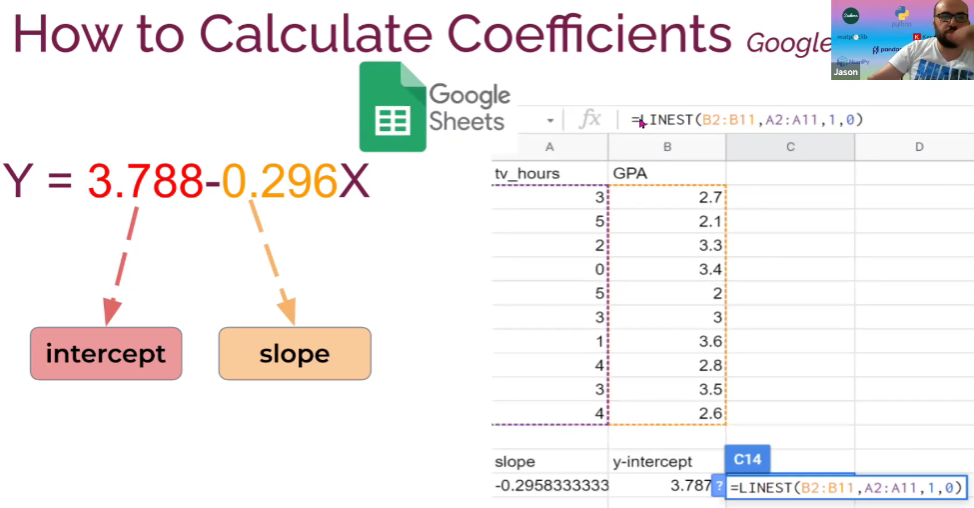 How to Calculate Coefficients Google
Jason
Google
Sheets
fx =LINEST(B2:B11,A2:A11,1,0)
Y = 3.788-0.296X
intercept
slope
A B C D
tv_hours GPA
3 2.7
5 2.1
2 3.3
0 3.4
5 2
3 3
1 3.6
4 2.8
3 3.5
4 2.6
slope y-intercept C14
-0.2958333333 3.787 ? =LINEST(B2:B11,A2:A11,1,0)